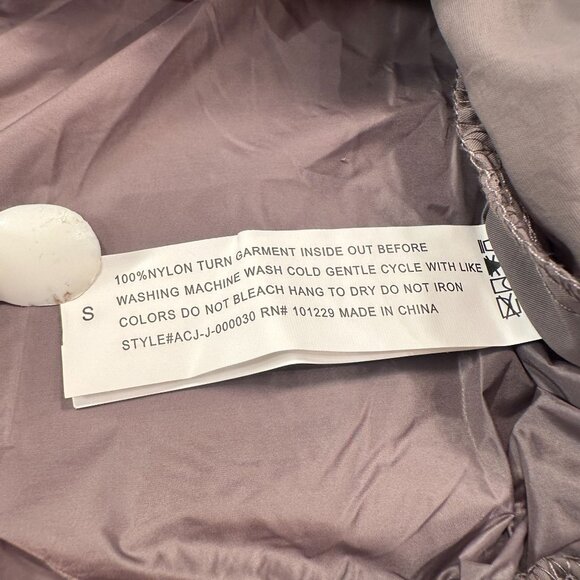 100%NYLON TURN GARMENT INSIDE OUT BEFORE
WASHING MACHINE WASH COLD GENTLE CYCLE WITH LIKE
S
COLORS DO NOT BLEACH HANG TO DRY DO NOT IRON
STYLE#ACJ-J-000030 RN# 101229 MADE IN CHINA